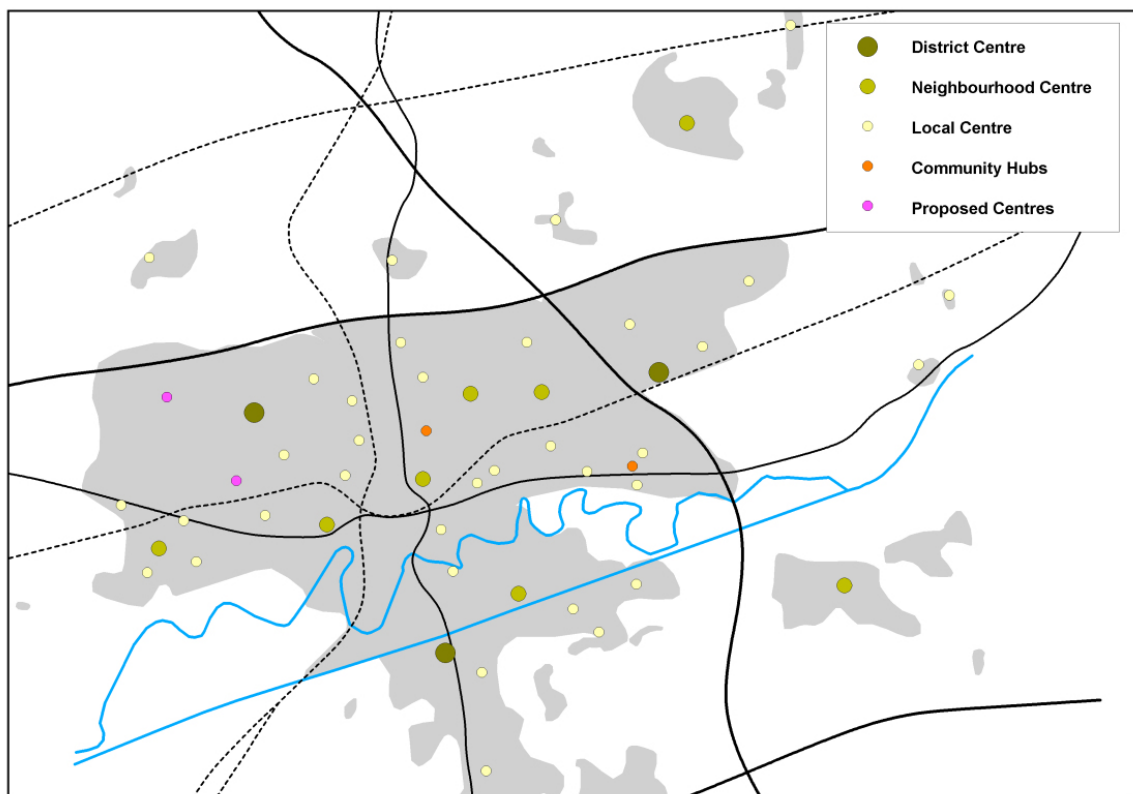 District Centre
Neighbourhood Centre
Local Centre
Community Hubs
Proposed Centres